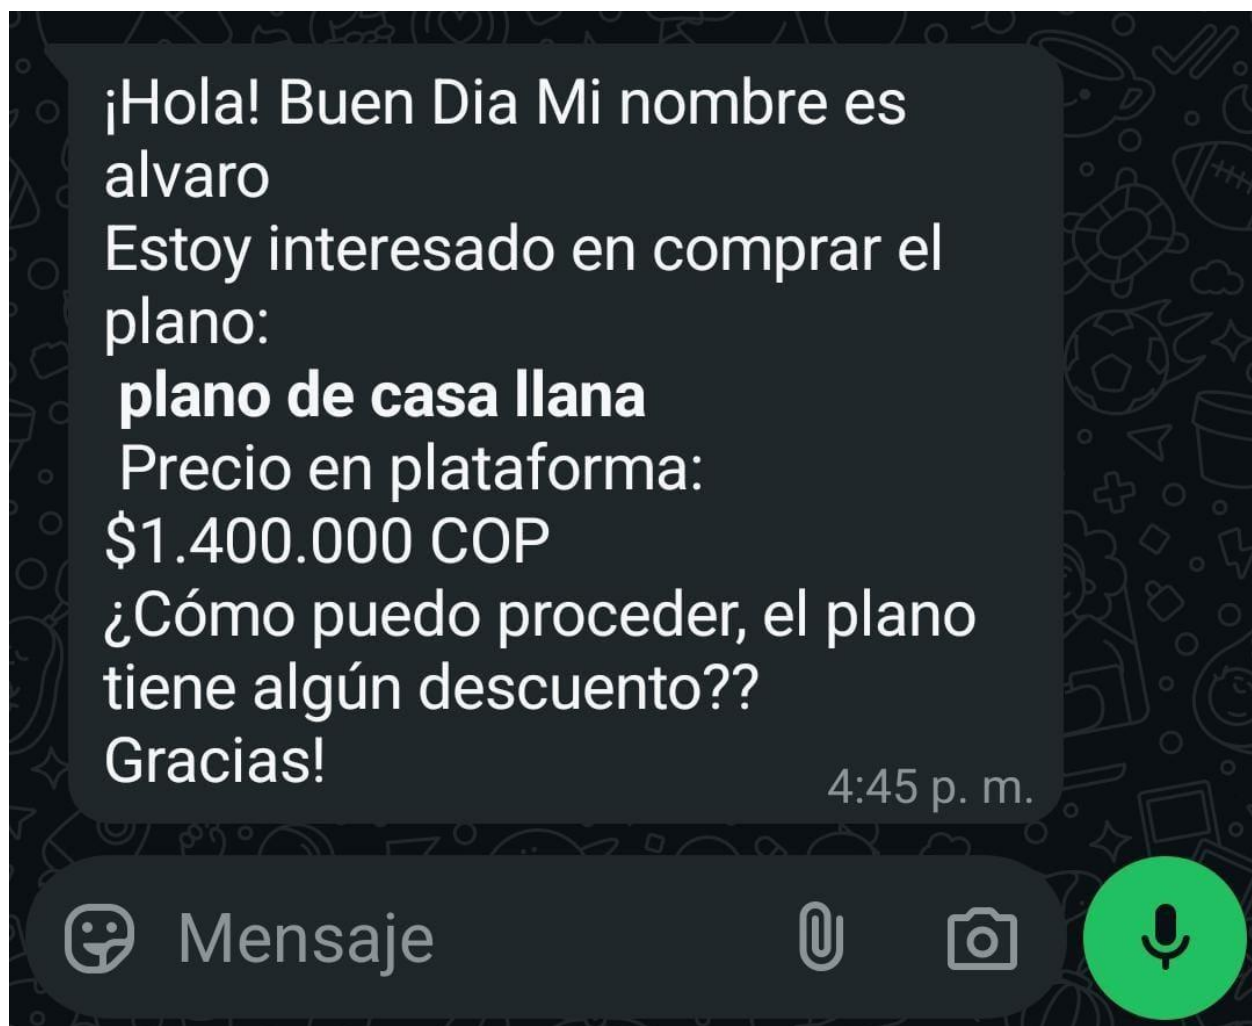 ¡Hola! Buen Dia Mi nombre es
alvaro
Estoy interesado en comprar el
plano:
plano de casa llana
Precio en plataforma:
$1.400.000 COP
¿Cómo puedo proceder, el plano
tiene algún descuento??
Gracias!
4:45 p. m.
Mensaje